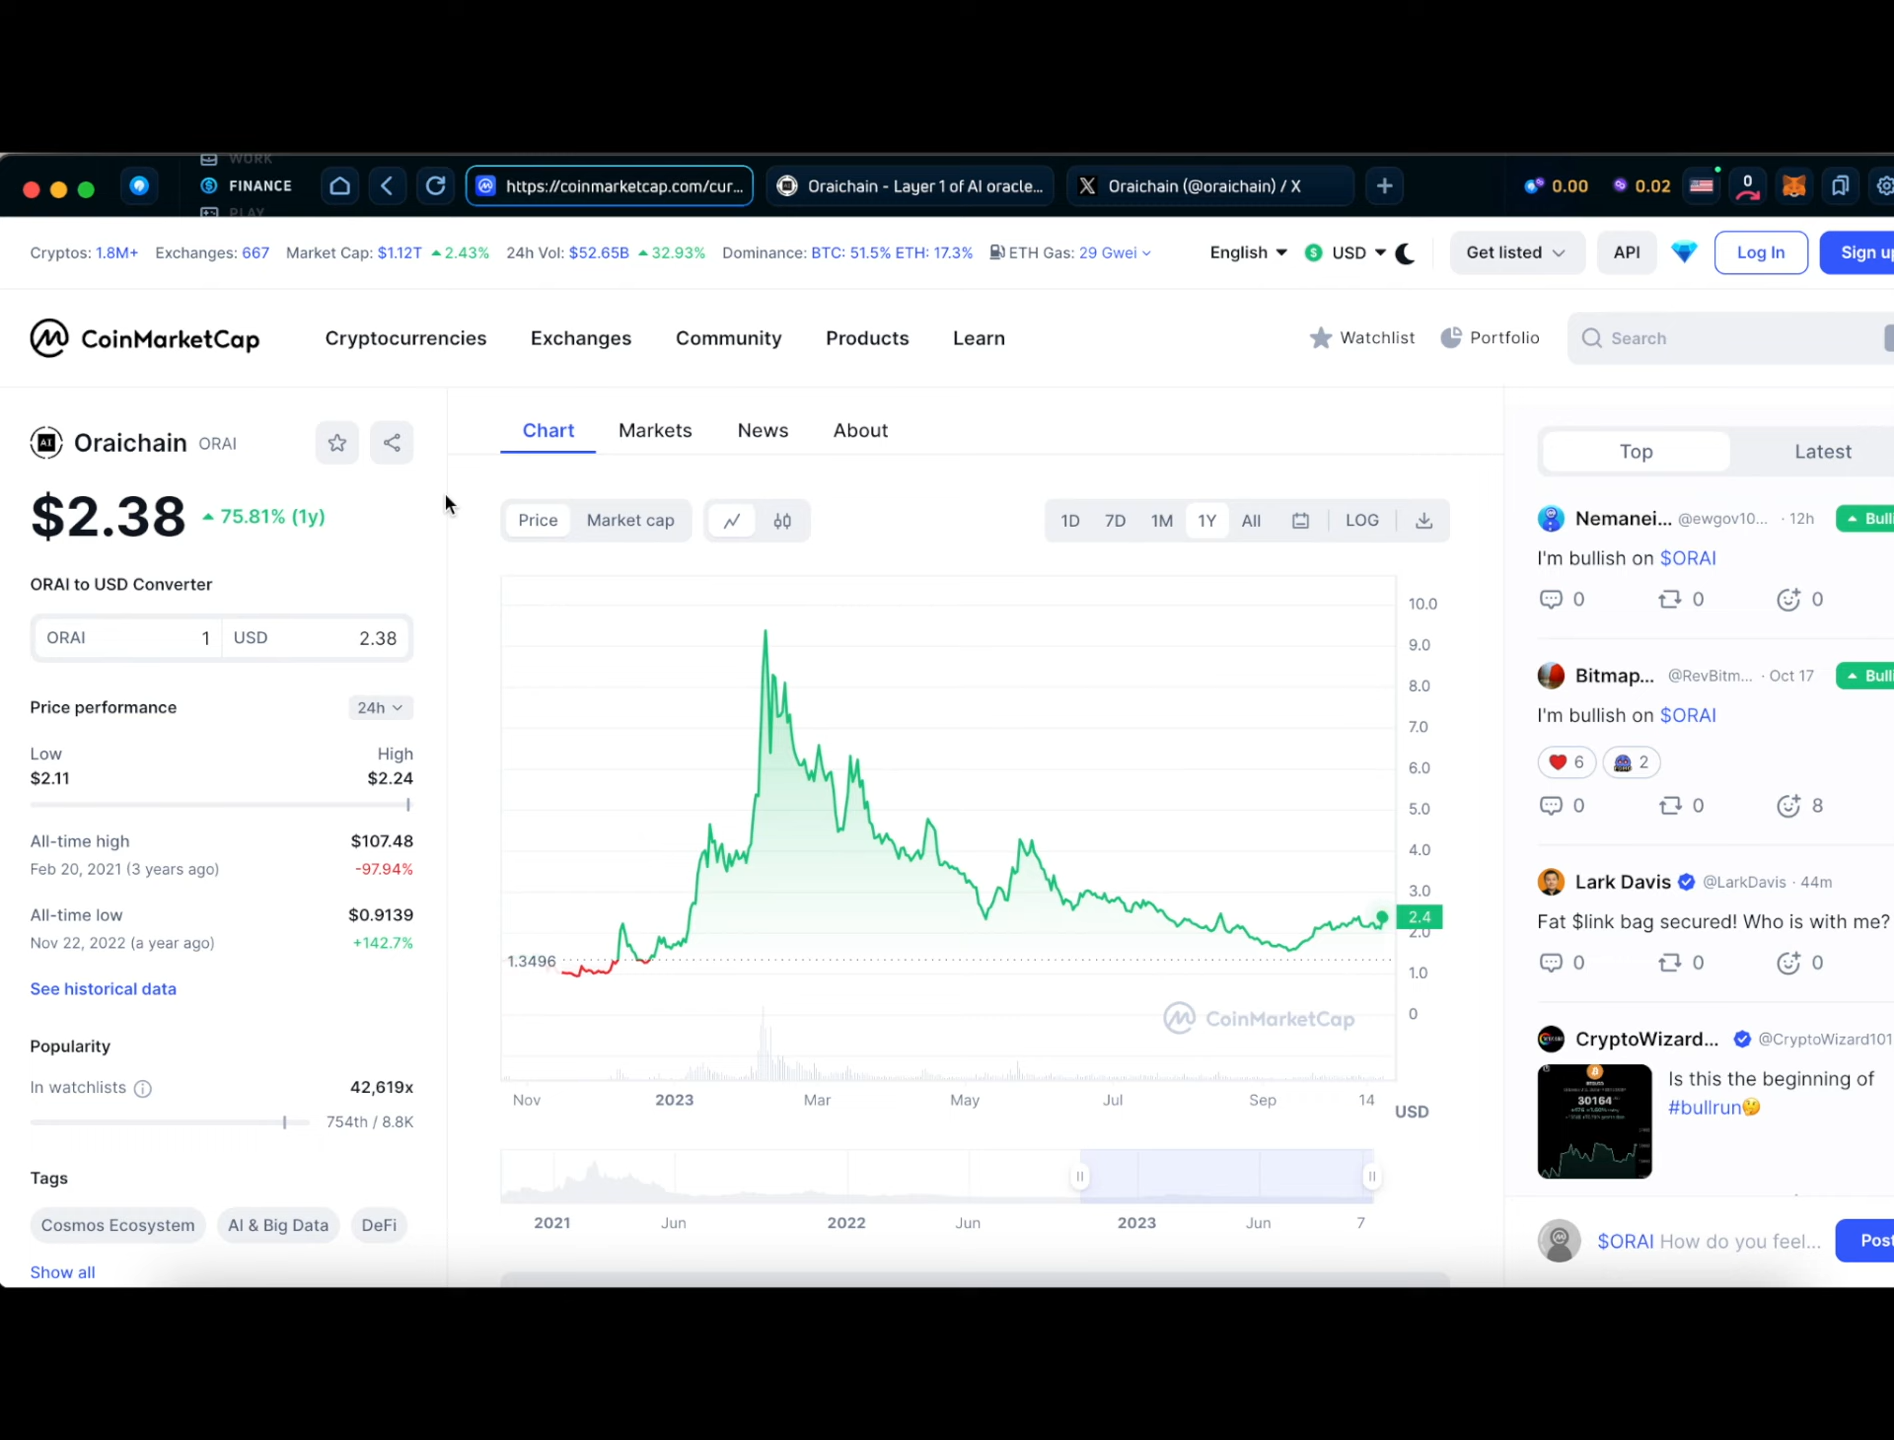 WORK
FINANCE
PLAY
https://coinmarketcap.com/cur...
Oraichain - Layer 1 of AI oracle...
Oraichain (@oraichain) / X
0.00
0.02
0
Cryptos: 1.8M+ Exchanges: 667 Market Cap: $1.12T 2.43% 24h Vol: $52.65B 32.93% Dominance: BTC: 51.5% ETH: 17.3% ETH Gas: 29 Gwei
English USD Get listed API Log In Sign up
CoinMarketCap Cryptocurrencies Exchanges Community Products Learn Watchlist Portfolio Search
Oraichain ORAI
$2.38 75.81% (1y)
ORAI to USD Converter
ORAI 1 USD 2.38
Price performance 24h
Low High
$2.11 $2.24
All-time high $107.48
Feb 20, 2021 (3 years ago) -97.94%
All-time low $0.9139
Nov 22, 2022 (a year ago) +142.7%
See historical data
Popularity
In watchlists 42,619x
754th / 8.8K
Tags
Cosmos Ecosystem AI & Big Data DeFi
Show all
Chart Markets News About
Price Market cap 1D 7D 1M 1Y All LOG
10.0
9.0
8.0
7.0
6.0
5.0
4.0
3.0
2.4
2.0
1.3496
1.0
0
CoinMarketCap
Nov 2023 Mar May Jul Sep 14 USD
2021 Jun 2022 Jun 2023 Jun 7
Top Latest
Nemanei... @ewgov10... · 12h Bulli
I'm bullish on $ORAI
0 0 0
Bitmap... @RevBitm... · Oct 17 Bulli
I'm bullish on $ORAI
6 2
0 0 8
Lark Davis @LarkDavis · 44m
Fat $link bag secured! Who is with me?
0 0 0
CryptoWizard... @CryptoWizard101
30164
Is this the beginning of
#bullrun🤔
$ORAI How do you feel... Post